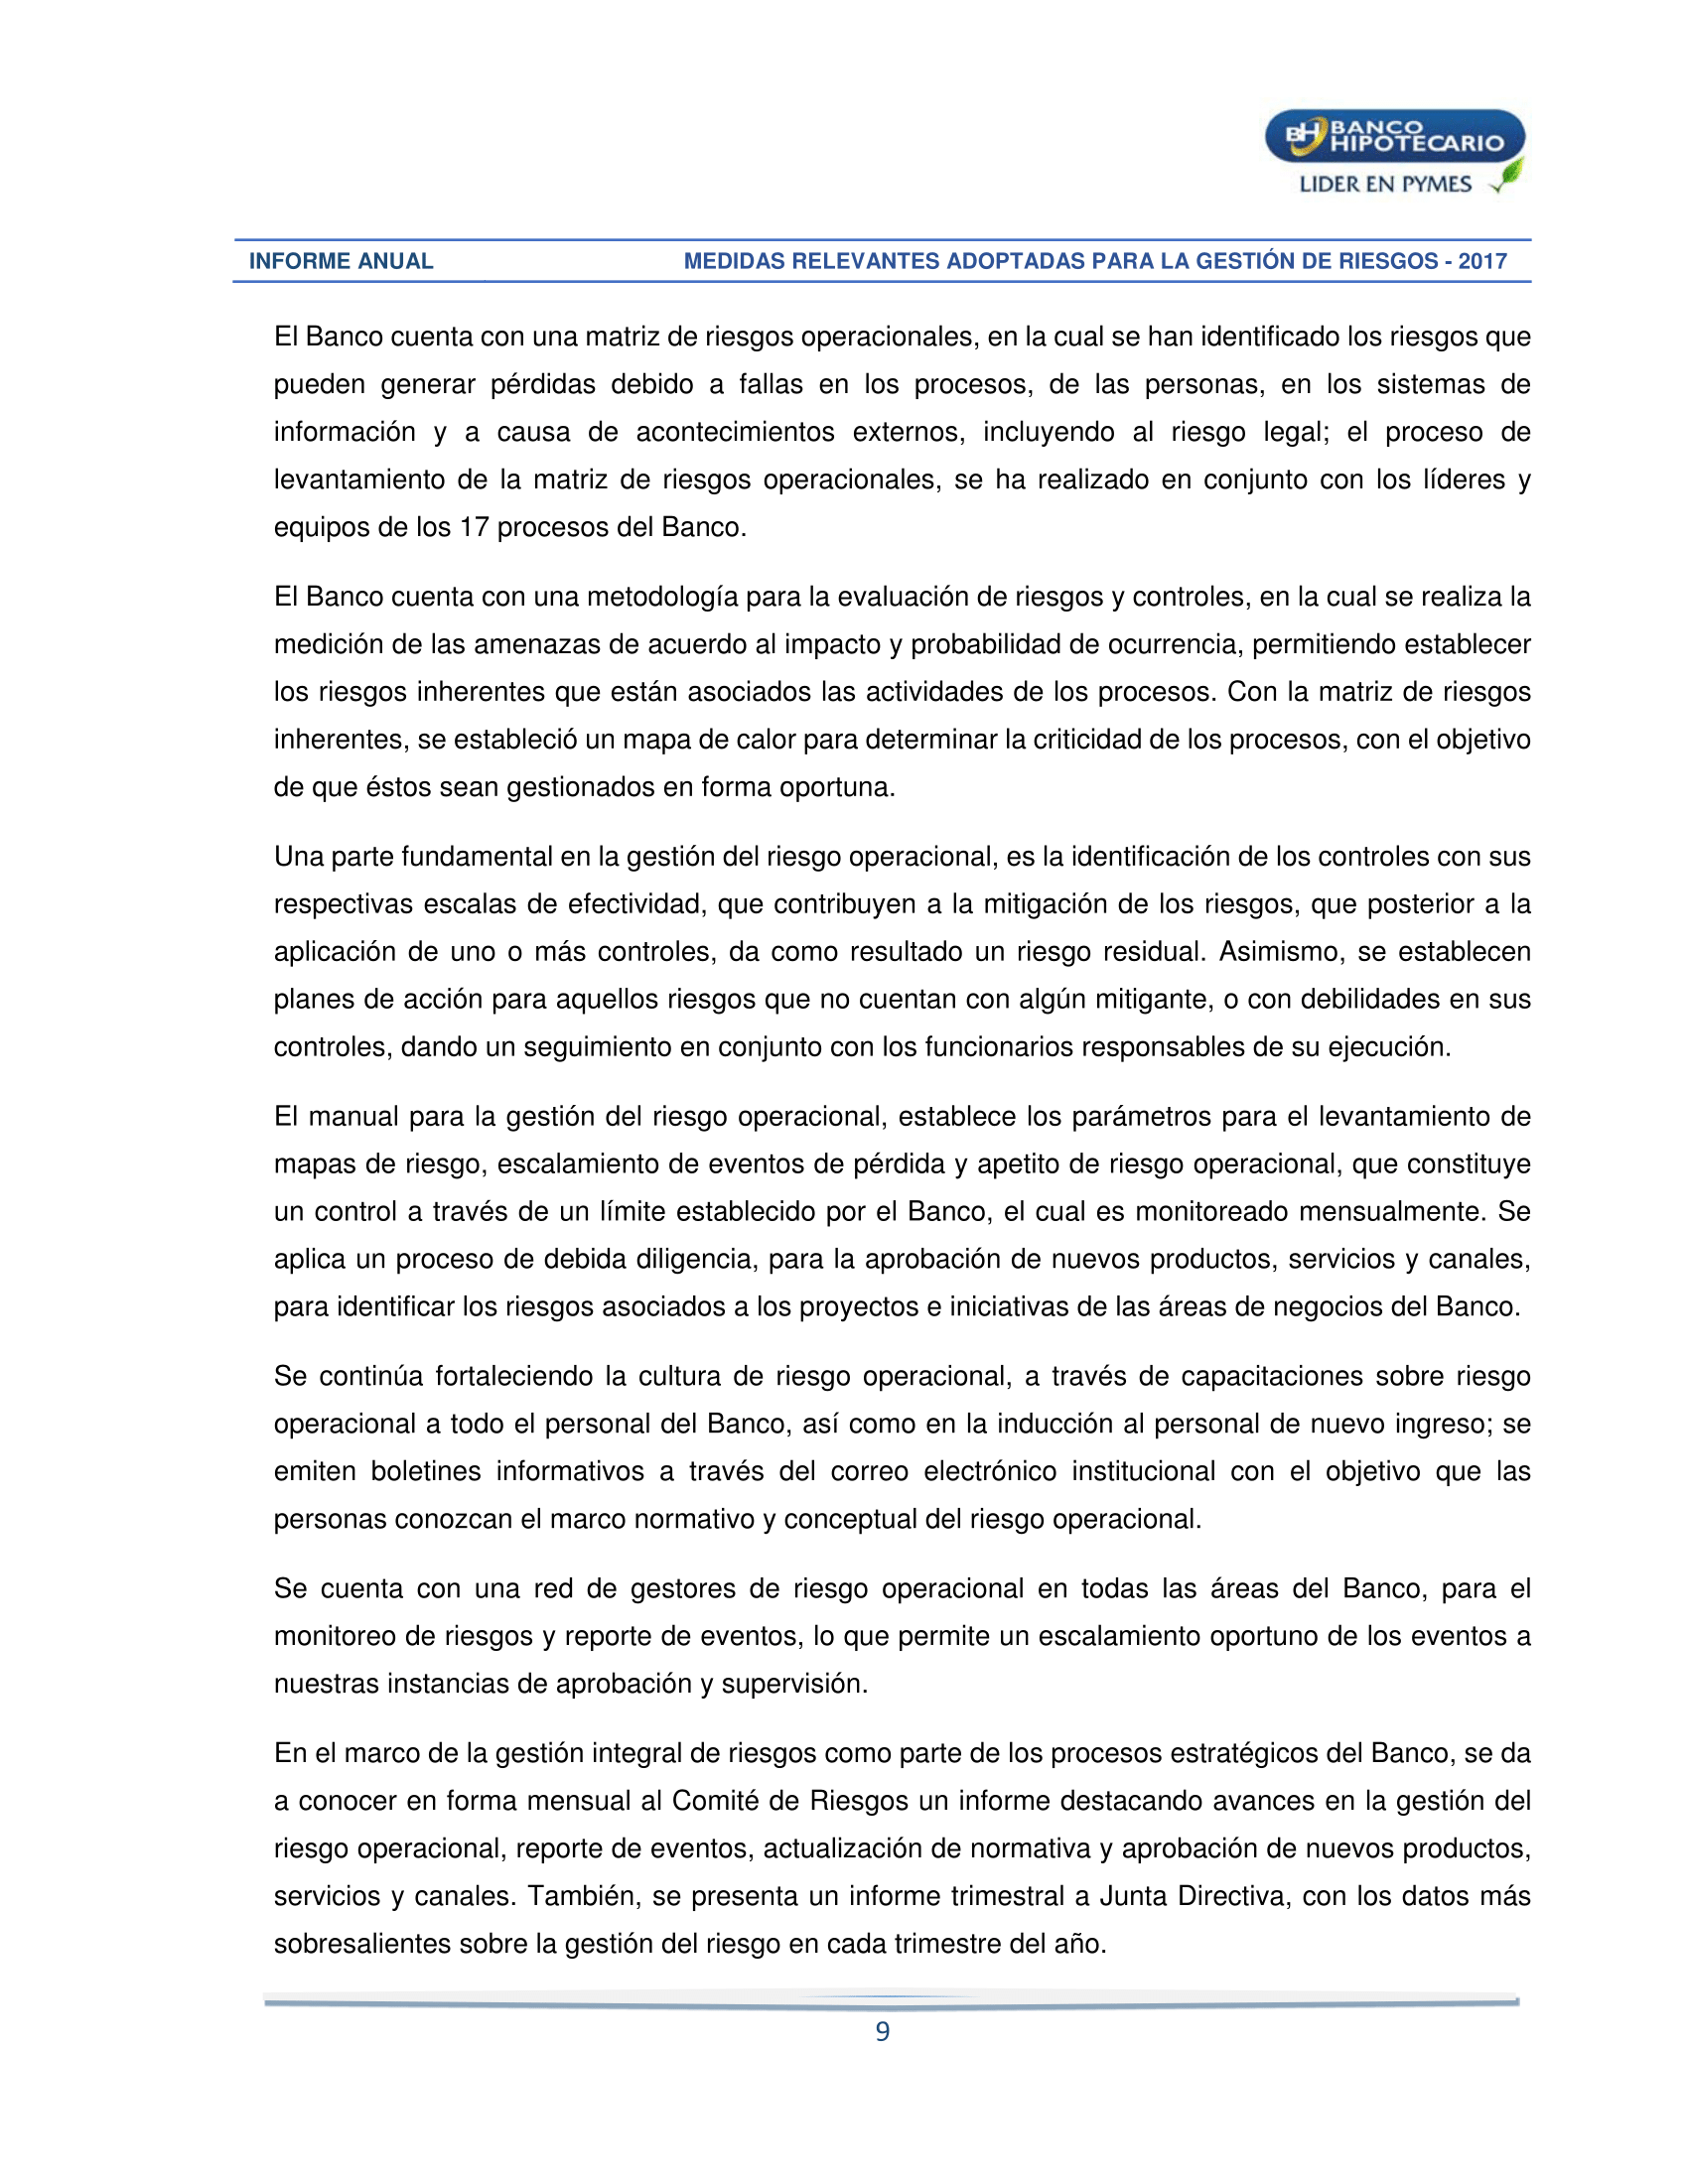 BH BANCO
HIPOTECARIO
LIDER EN PYMES
INFORME ANUAL MEDIDAS RELEVANTES ADOPTADAS PARA LA GESTIÓN DE RIESGOS - 2017
El Banco cuenta con una matriz de riesgos operacionales, en la cual se han identificado los riesgos que
pueden generar pérdidas debido a fallas en los procesos, de las personas, en los sistemas de
información y a causa de acontecimientos externos, incluyendo al riesgo legal; el proceso de
levantamiento de la matriz de riesgos operacionales, se ha realizado en conjunto con los líderes y
equipos de los 17 procesos del Banco.
El Banco cuenta con una metodología para la evaluación de riesgos y controles, en la cual se realiza la
medición de las amenazas de acuerdo al impacto y probabilidad de ocurrencia, permitiendo establecer
los riesgos inherentes que están asociados las actividades de los procesos. Con la matriz de riesgos
inherentes, se estableció un mapa de calor para determinar la criticidad de los procesos, con el objetivo
de que éstos sean gestionados en forma oportuna.
Una parte fundamental en la gestión del riesgo operacional, es la identificación de los controles con sus
respectivas escalas de efectividad, que contribuyen a la mitigación de los riesgos, que posterior a la
aplicación de uno o más controles, da como resultado un riesgo residual. Asimismo, se establecen
planes de acción para aquellos riesgos que no cuentan con algún mitigante, o con debilidades en sus
controles, dando un seguimiento en conjunto con los funcionarios responsables de su ejecución.
El manual para la gestión del riesgo operacional, establece los parámetros para el levantamiento de
mapas de riesgo, escalamiento de eventos de pérdida y apetito de riesgo operacional, que constituye
un control a través de un límite establecido por el Banco, el cual es monitoreado mensualmente. Se
aplica un proceso de debida diligencia, para la aprobación de nuevos productos, servicios y canales,
para identificar los riesgos asociados a los proyectos e iniciativas de las áreas de negocios del Banco.
Se continúa fortaleciendo la cultura de riesgo operacional, a través de capacitaciones sobre riesgo
operacional a todo el personal del Banco, así como en la inducción al personal de nuevo ingreso; se
emiten boletines informativos a través del correo electrónico institucional con el objetivo que las
personas conozcan el marco normativo y conceptual del riesgo operacional.
Se cuenta con una red de gestores de riesgo operacional en todas las áreas del Banco, para el
monitoreo de riesgos y reporte de eventos, lo que permite un escalamiento oportuno de los eventos a
nuestras instancias de aprobación y supervisión.
En el marco de la gestión integral de riesgos como parte de los procesos estratégicos del Banco, se da
a conocer en forma mensual al Comité de Riesgos un informe destacando avances en la gestión del
riesgo operacional, reporte de eventos, actualización de normativa y aprobación de nuevos productos,
servicios y canales. También, se presenta un informe trimestral a Junta Directiva, con los datos más
sobresalientes sobre la gestión del riesgo en cada trimestre del año.
9